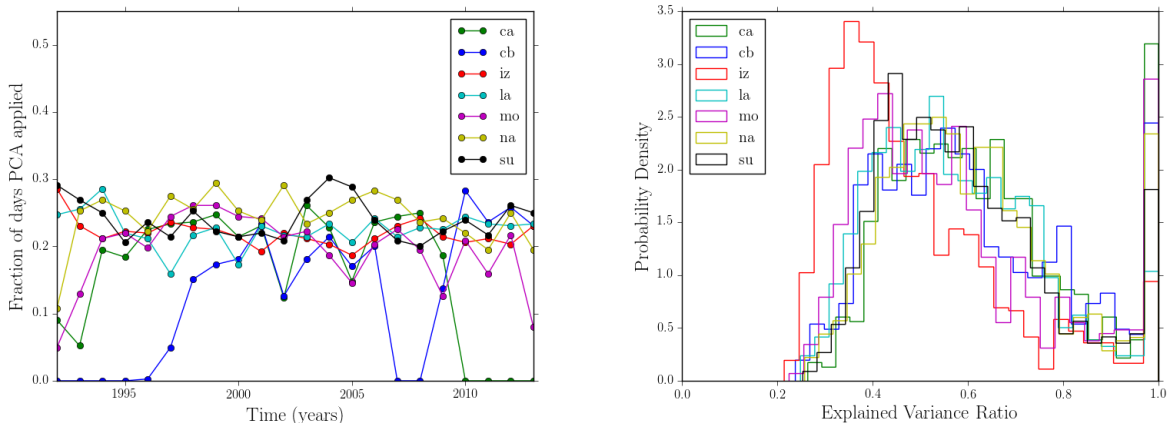 Fraction of days PCA applied
0.5
0.4
0.3
0.2
0.1
0.0
1995
2000
2005
2010
Time (years)
ca
cb
iz
la
mo
na
su
Probability Density
3.5
3.0
2.5
2.0
1.5
1.0
0.5
0.0
0.0
0.2
0.4
0.6
0.8
1.0
Explained Variance Ratio
ca
cb
iz
la
mo
na
su